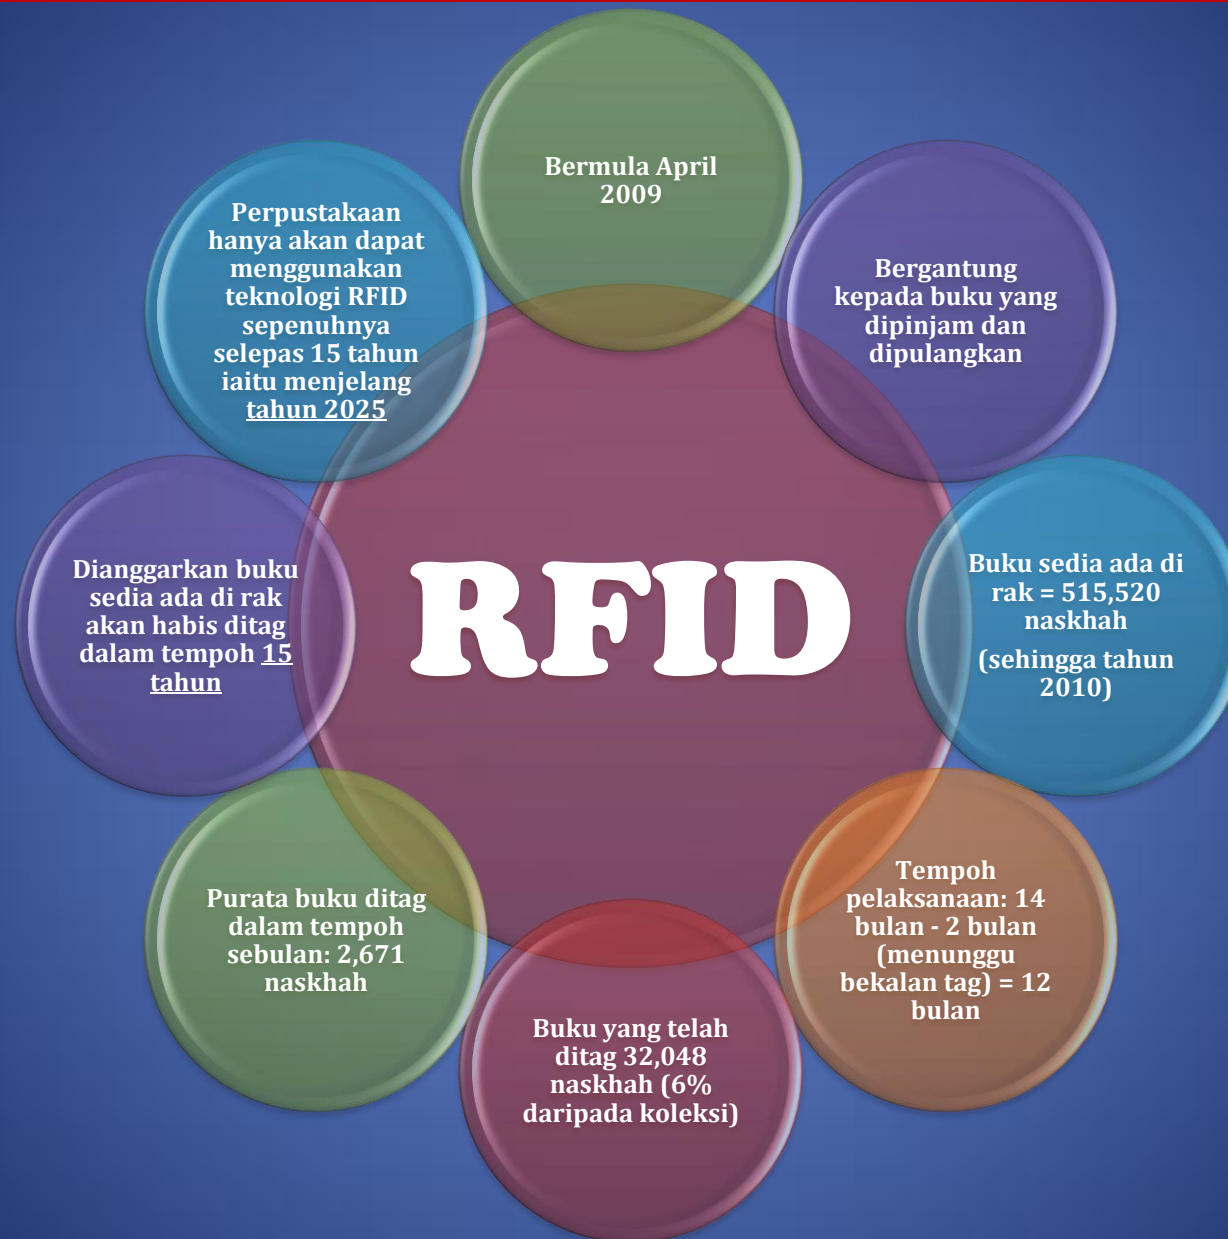 Bermula April
2009
Bergantung
kepada buku yang
dipinjam dan
dipulangkan
Buku sedia ada di
rak = 515,520
naskhah
(sehingga tahun
2010)
Tempoh
pelaksanaan: 14
bulan - 2 bulan
(menunggu
bekalan tag) = 12
bulan
Buku yang telah
ditag 32,048
naskhah (6%
daripada koleksi)
Purata buku ditag
dalam tempoh
sebulan: 2,671
naskhah
Dianggarkan buku
sedia ada di rak
akan habis ditag
dalam tempoh 15
tahun
Perpustakaan
hanya akan dapat
menggunakan
teknologi RFID
sepenuhnya
selepas 15 tahun
iaitu menjelang
tahun 2025
RFID